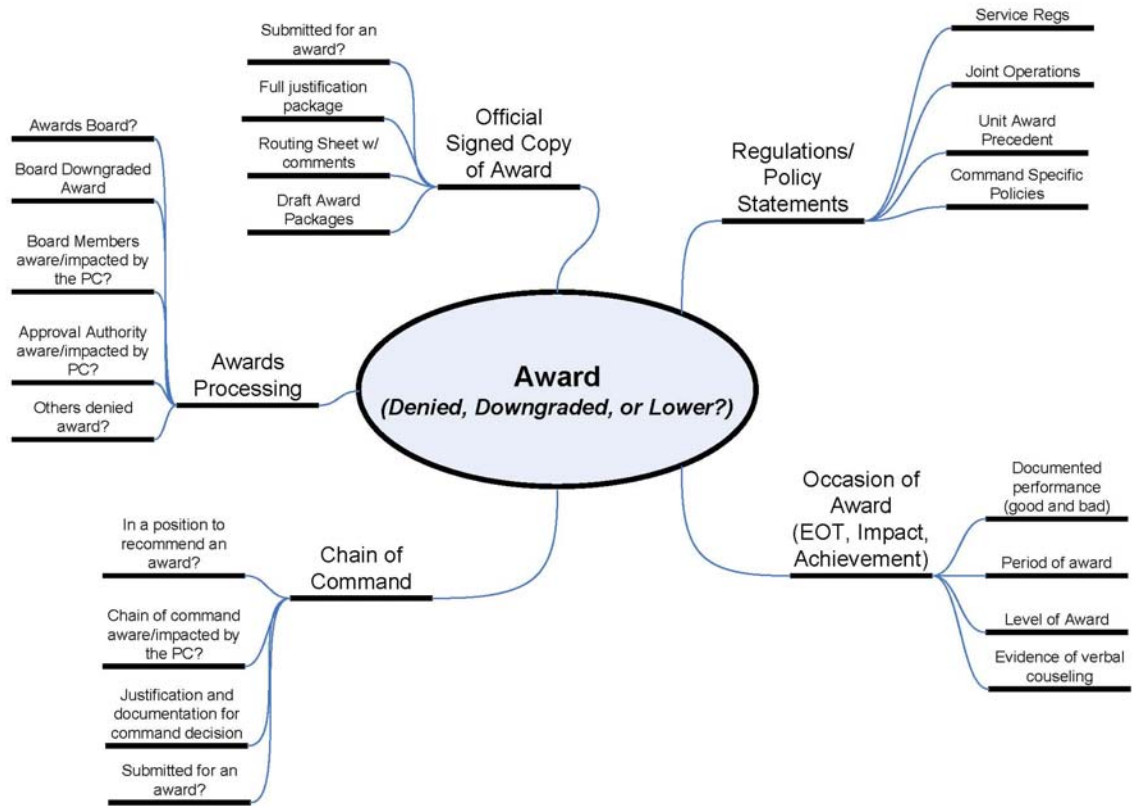 Submitted for an
award?
Full justification
package
Routing Sheet w/
comments
Draft Award
Packages
Official
Signed Copy
of Award
Service Regs
Joint Operations
Unit Award
Precedent
Command Specific
Policies
Regulations/
Policy
Statements
Awards Board?
Board Downgraded
Award
Board Members
aware/impacted by
the PC?
Approval Authority
aware/impacted by
PC?
Others denied
award?
Awards
Processing
Award
(Denied, Downgraded, or Lower?)
In a position to
recommend an
award?
Chain of command
aware/impacted by
the PC?
Justification and
documentation for
command decision
Submitted for an
award?
Chain of
Command
Occasion of
Award
(EOT, Impact,
Achievement)
Documented
performance
(good and bad)
Period of award
Level of Award
Evidence of verbal
couseling